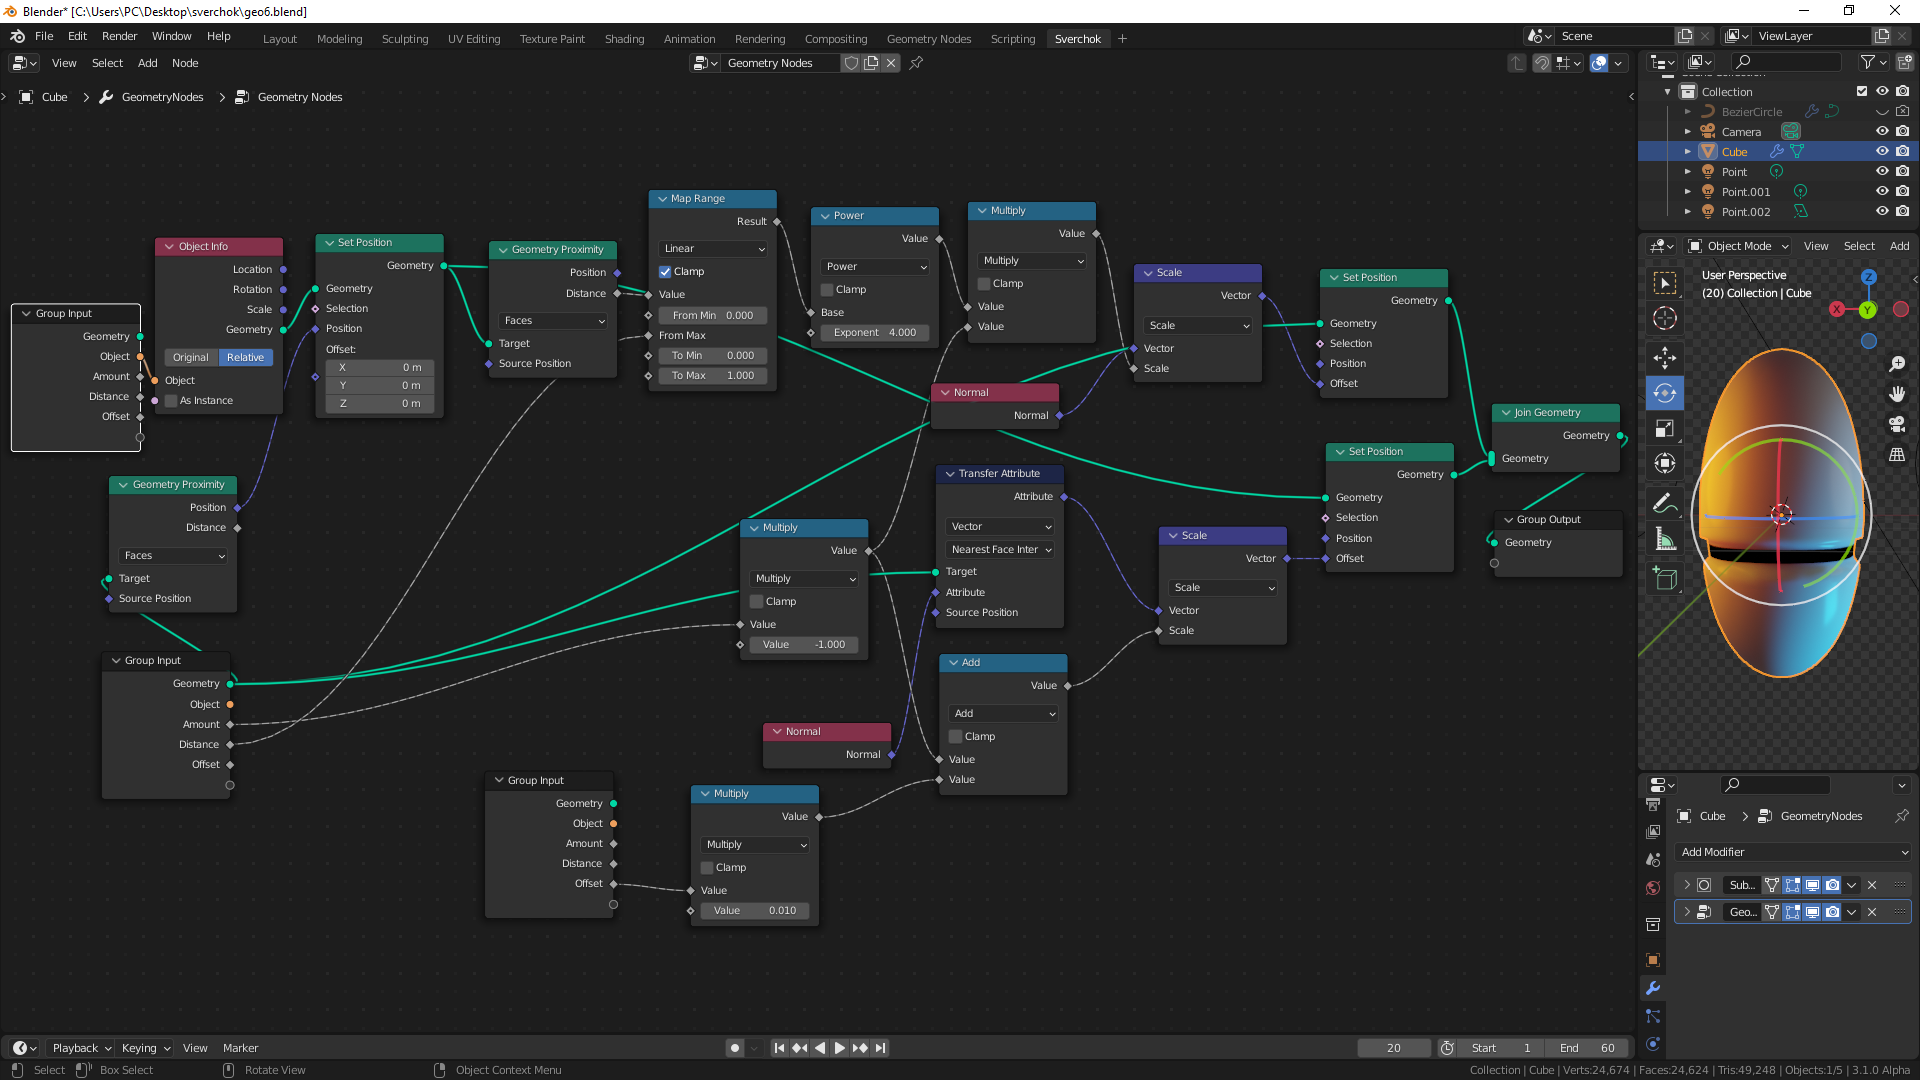 Blender* [C:\Users\PC\Desktop\sverchok\geo6.blend]
File Edit Render Window Help
Layout Modeling Sculpting UV Editing Texture Paint Shading Animation Rendering Compositing Geometry Nodes Scripting Sverchok +
Scene
ViewLayer
View Select Add Node
Geometry Nodes
Cube > GeometryNodes > Geometry Nodes
Collection
BezierCircle
Camera
Cube
Point
Point.001
Point.002
Object Mode View Select Add
User Perspective
(20) Collection | Cube
Z
X
Y
Group Input
Geometry
Object
Amount
Distance
Offset
Object Info
Location
Rotation
Scale
Geometry
Original Relative
Object
As Instance
Set Position
Geometry
Geometry
Selection
Position
Offset:
X 0 m
Y 0 m
Z 0 m
Geometry Proximity
Position
Distance
Faces
Target
Source Position
Map Range
Result
Linear
Clamp
Value
From Min 0.000
From Max
To Min 0.000
To Max 1.000
Power
Value
Power
Clamp
Base
Exponent 4.000
Multiply
Value
Multiply
Clamp
Value
Value
Scale
Vector
Scale
Vector
Scale
Set Position
Geometry
Geometry
Selection
Position
Offset
Normal
Normal
Join Geometry
Geometry
Geometry
Set Position
Geometry
Geometry
Selection
Position
Offset
Group Output
Geometry
Geometry Proximity
Position
Distance
Faces
Target
Source Position
Transfer Attribute
Attribute
Vector
Nearest Face Inter
Target
Attribute
Source Position
Multiply
Value
Multiply
Clamp
Value
Value -1.000
Scale
Vector
Scale
Vector
Scale
Group Input
Geometry
Object
Amount
Distance
Offset
Add
Value
Add
Clamp
Value
Value
Normal
Normal
Group Input
Geometry
Object
Amount
Distance
Offset
Multiply
Value
Multiply
Clamp
Value
Value 0.010
Cube > GeometryNodes
Add Modifier
Sub...
Geo...
Playback Keying View Marker
20
Start 1
End 60
Select Box Select Rotate View Object Context Menu
Collection | Cube | Verts:24,674 | Faces:24,624 | Tris:49,248 | Objects:1/5 | 3.1.0 Alpha